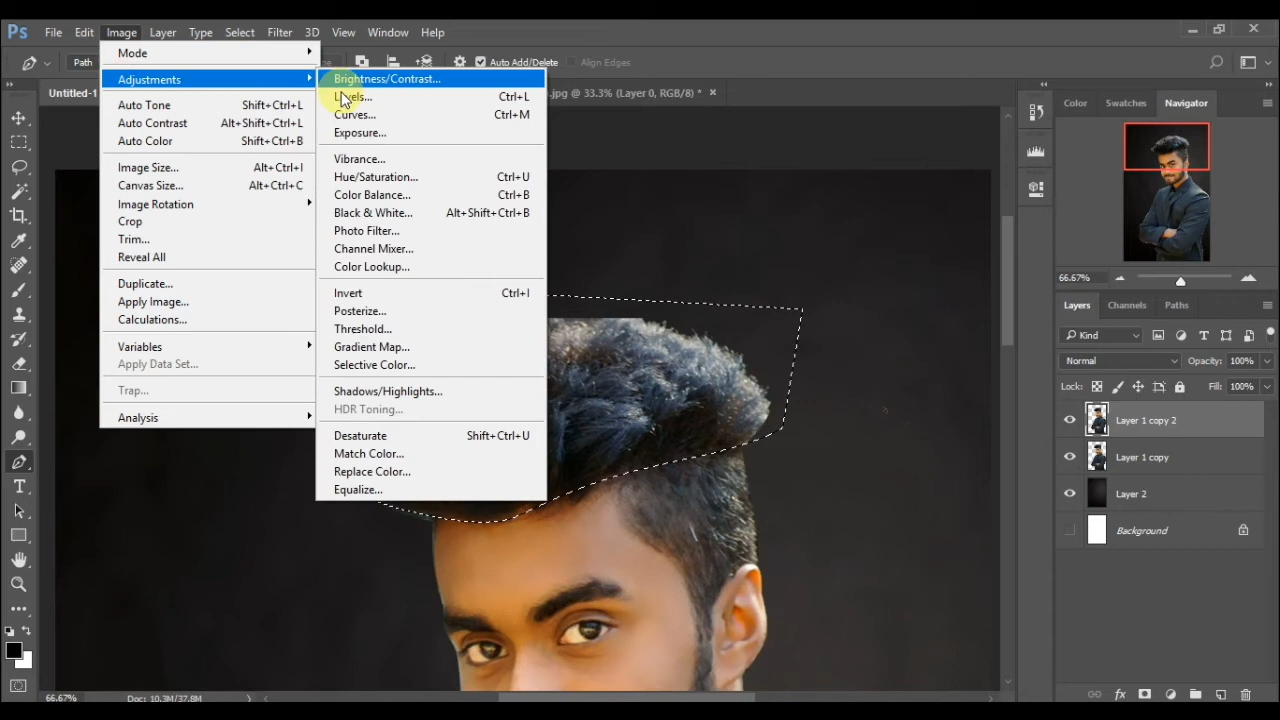 Ps File Edit Image Layer Type Select Filter 3D View Window Help
Path Auto Add/Delete Align Edges
Untitled-1 .jpg @ 33.3% (Layer 0, RGB/8) * ×
Mode
Adjustments
Auto Tone Shift+Ctrl+L
Auto Contrast Alt+Shift+Ctrl+L
Auto Color Shift+Ctrl+B
Image Size... Alt+Ctrl+I
Canvas Size... Alt+Ctrl+C
Image Rotation
Crop
Trim...
Reveal All
Duplicate...
Apply Image...
Calculations...
Variables
Apply Data Set...
Trap...
Analysis
Brightness/Contrast...
Levels... Ctrl+L
Curves... Ctrl+M
Exposure...
Vibrance...
Hue/Saturation... Ctrl+U
Color Balance... Ctrl+B
Black & White... Alt+Shift+Ctrl+B
Photo Filter...
Channel Mixer...
Color Lookup...
Invert Ctrl+I
Posterize...
Threshold...
Gradient Map...
Selective Color...
Shadows/Highlights...
HDR Toning...
Desaturate Shift+Ctrl+U
Match Color...
Replace Color...
Equalize...
Color Swatches Navigator
66.67%
Layers Channels Paths
Kind
Normal Opacity: 100%
Lock: Fill: 100%
Layer 1 copy 2
Layer 1 copy
Layer 2
Background
66.67% Doc: 10.3M/37.8M